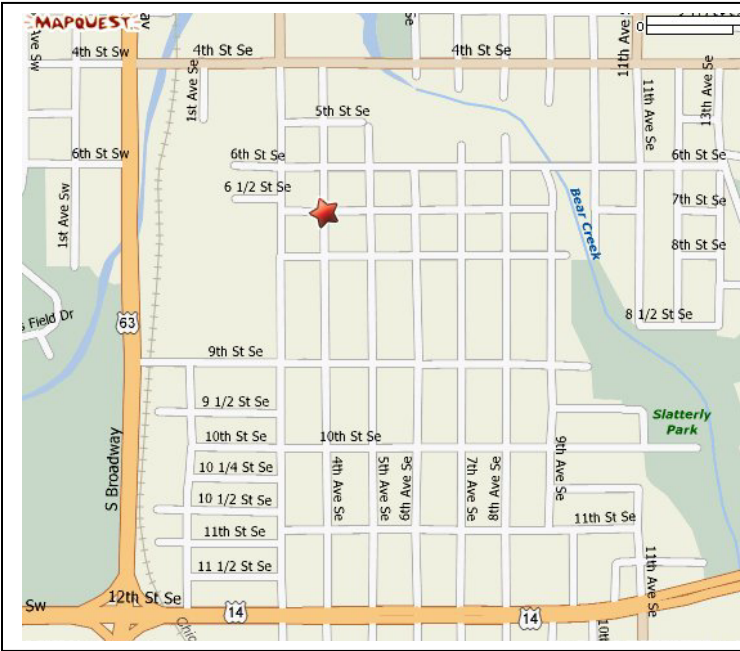 MAPQUEST
4th St Sw
4th St Se
4th St Se
11th Ave S
0
1st Ave Se
5th St Se
11th Ave Se
13th Ave Se
6th St Sw
6th St Se
6th St Se
6 1/2 St Se
1st Ave Sw
Bear Creek
7th St Se
8th St Se
s Field Dr
63
8 1/2 St Se
9th St Se
9 1/2 St Se
Slatterly
Park
S Broadway
10th St Se
10th St Se
4th Ave Se
5th Ave Se
6th Ave Se
7th Ave Se
8th Ave Se
9th Ave Se
10 1/4 St Se
10 1/2 St Se
11th St Se
11th St Se
11 1/2 St Se
11th Ave Se
12th St Se
Sw
14
14
Chic
10th